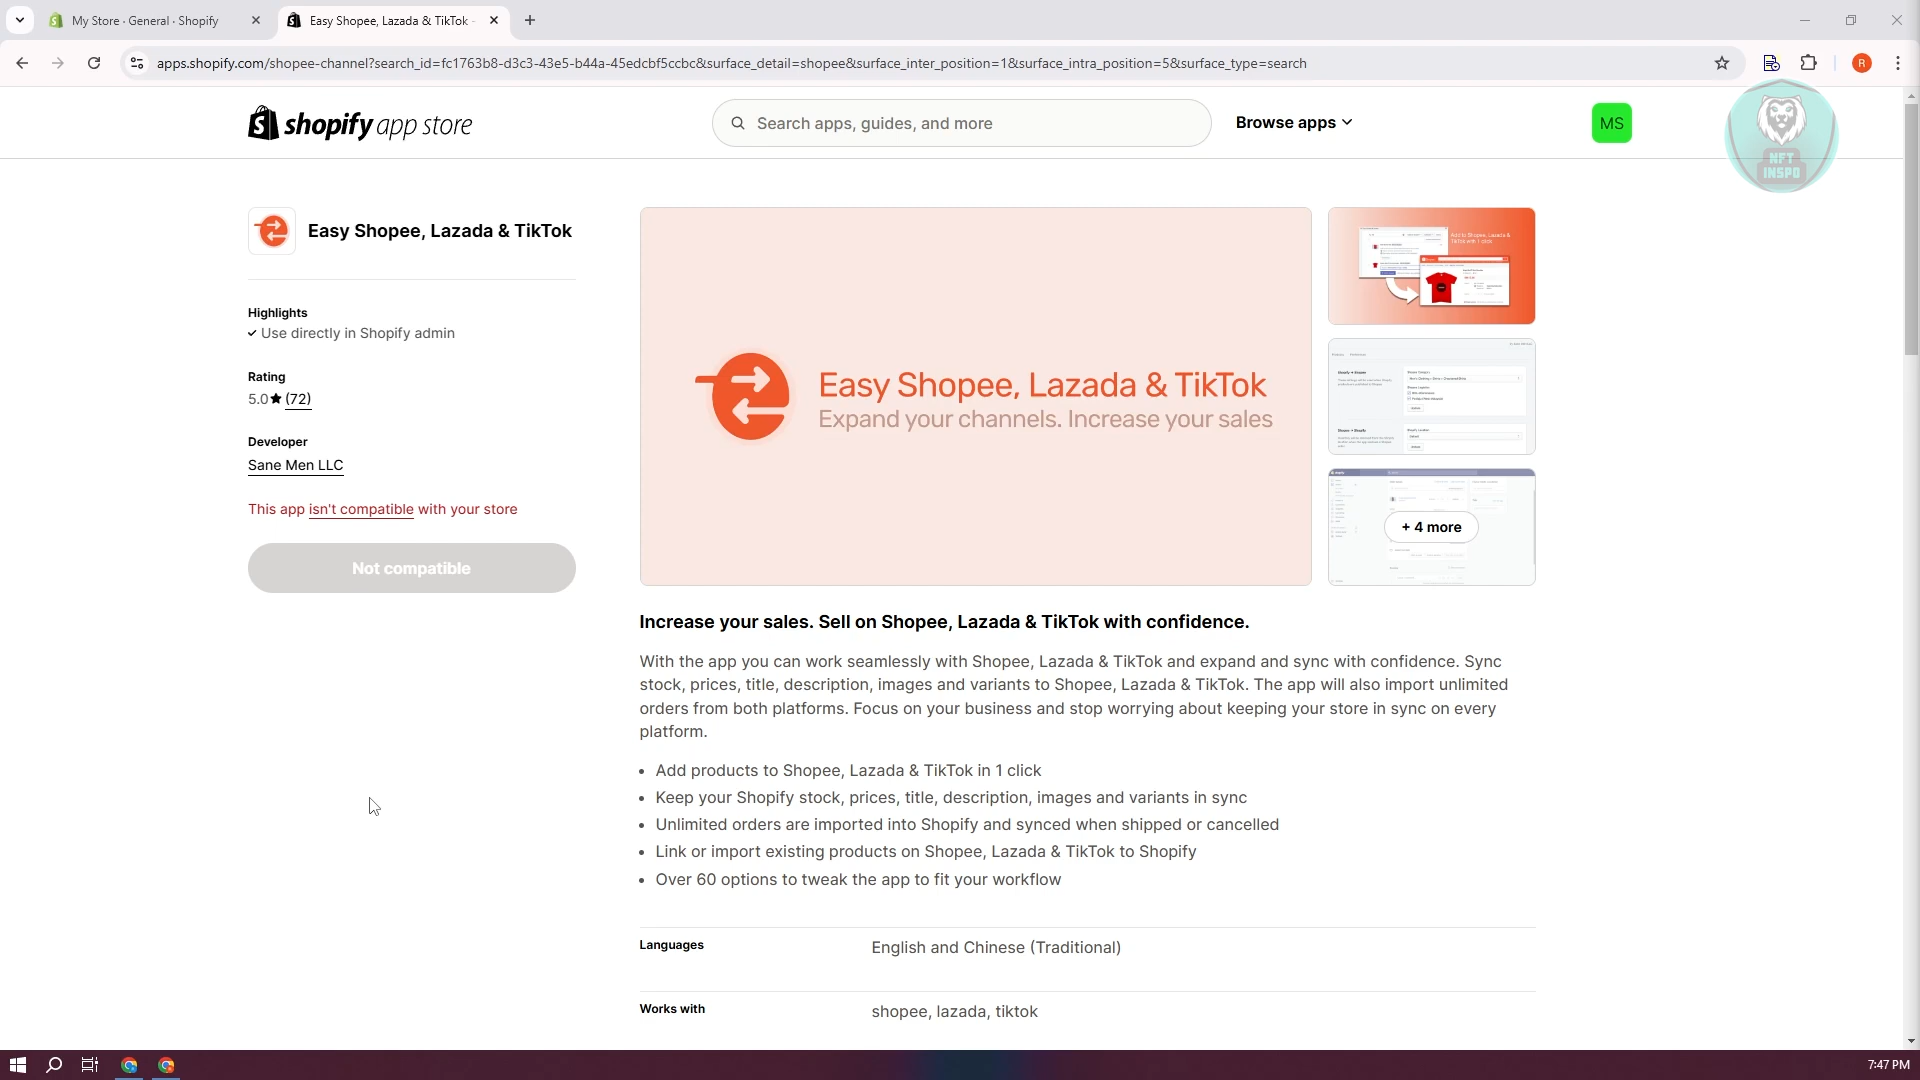 My Store · General · Shopify
Easy Shopee, Lazada & TikTok -
apps.shopify.com/shopee-channel?search_id=fc1763b8-d3c3-43e5-b44a-45edcbf5ccbc&surface_detail=shopee&surface_inter_position=1&surface_intra_position=5&surface_type=search
R
shopify app store
Search apps, guides, and more
Browse apps
MS
NFT
INSPO
Easy Shopee, Lazada & TikTok
Highlights
Use directly in Shopify admin
Rating
5.0★ (72)
Developer
Sane Men LLC
This app isn't compatible with your store
Not compatible
Easy Shopee, Lazada & TikTok
Expand your channels. Increase your sales
Add to Shopee, Lazada &
TikTok with 1 click
+ 4 more
Increase your sales. Sell on Shopee, Lazada & TikTok with confidence.
With the app you can work seamlessly with Shopee, Lazada & TikTok and expand and sync with confidence. Sync
stock, prices, title, description, images and variants to Shopee, Lazada & TikTok. The app will also import unlimited
orders from both platforms. Focus on your business and stop worrying about keeping your store in sync on every
platform.
• Add products to Shopee, Lazada & TikTok in 1 click
• Keep your Shopify stock, prices, title, description, images and variants in sync
• Unlimited orders are imported into Shopify and synced when shipped or cancelled
• Link or import existing products on Shopee, Lazada & TikTok to Shopify
• Over 60 options to tweak the app to fit your workflow
Languages
English and Chinese (Traditional)
Works with
shopee, lazada, tiktok
7:47 PM